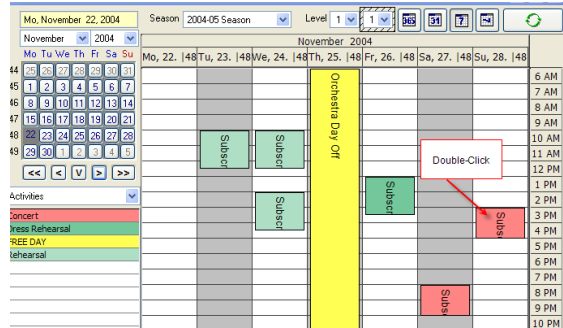 Mo, November 22, 2004 Season 2004-05 Season Level 1 1 365 31 7
November 2004
November 2004
Mo Tu We Th Fr Sa Su
Mo, 22. |48 Tu, 23. |48 We, 24. |48 Th, 25. |48 Fr, 26. |48 Sa, 27. |48 Su, 28. |48
44 25 26 27 28 29 30 31
45 1 2 3 4 5 6 7
46 8 9 10 11 12 13 14
47 15 16 17 18 19 20 21
48 22 23 24 25 26 27 28
49 29 30 1 2 3 4 5
<< < V > >>
Activities
Concert
Dress Rehearsal
FREE DAY
Rehearsal
Subscr
Subscr
Subscr
Orchestra Day Off
Subscr
Subsc
Subsc
Double-Click
6 AM
7 AM
8 AM
9 AM
10 AM
11 AM
12 PM
1 PM
2 PM
3 PM
4 PM
5 PM
6 PM
7 PM
8 PM
9 PM
10 PM